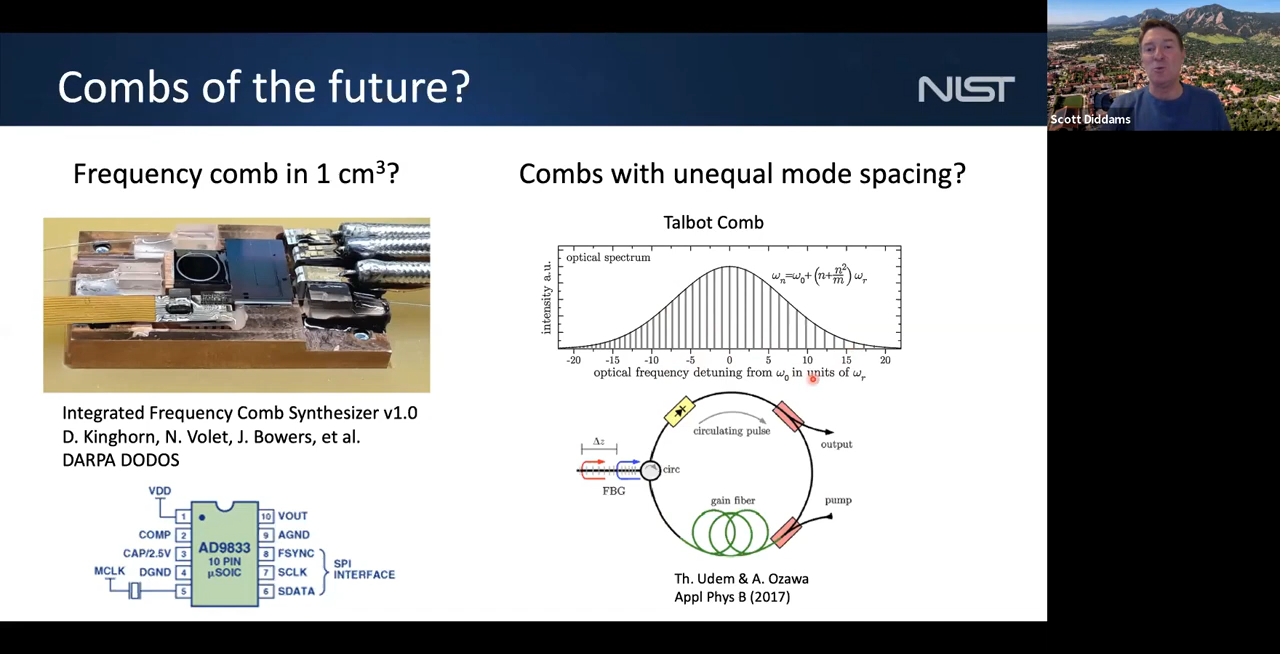 Combs of the future?
NIST
Scott Diddams
Frequency comb in 1 cm³?
Integrated Frequency Comb Synthesizer v1.0
D. Kinghorn, N. Volet, J. Bowers, et al.
DARPA DODOS
VDD
1
COMP 2
CAP/2.5V 3
MCLK DGND 4
5
AD9833
10 PIN
μSOIC
10 VOUT
9 AGND
8 FSYNC
7 SCLK
6 SDATA
SPI
INTERFACE
Combs with unequal mode spacing?
Talbot Comb
optical spectrum
ωₙ=ω₀+(n+n²/m)ωᵣ
intensity a.u.
-20 -15 -10 -5 0 5 10 15 20
optical frequency detuning from ω₀ in units of ωᵣ
circulating pulse
output
Δz
circ
FBG
gain fiber
pump
Th. Udem & A. Ozawa
Appl Phys B (2017)